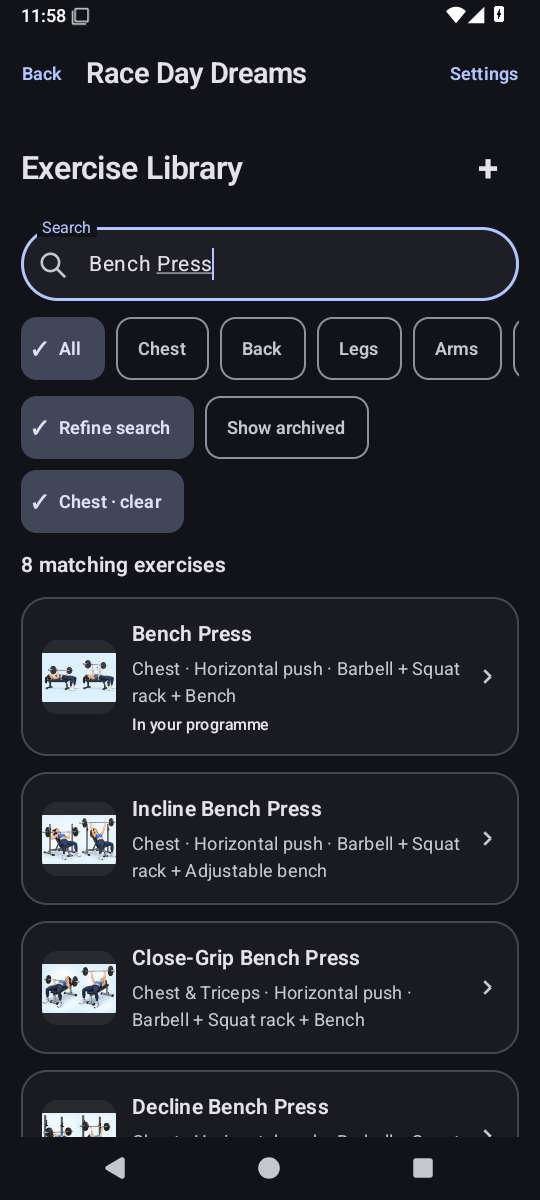 11:58
Back Race Day Dreams Settings
Exercise Library +
Search
Bench Press
✓ All Chest Back Legs Arms
✓ Refine search Show archived
✓ Chest · clear
8 matching exercises
Bench Press
Chest · Horizontal push · Barbell + Squat
rack + Bench
In your programme
Incline Bench Press
Chest · Horizontal push · Barbell + Squat
rack + Adjustable bench
Close-Grip Bench Press
Chest & Triceps · Horizontal push ·
Barbell + Squat rack + Bench
Decline Bench Press